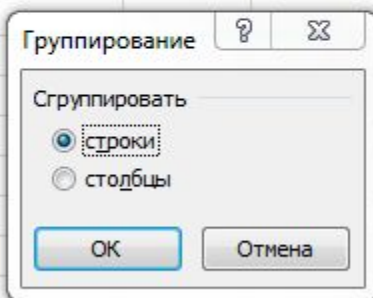 Группирование
Сгруппировать
строки
столбцы
ОК
Отмена